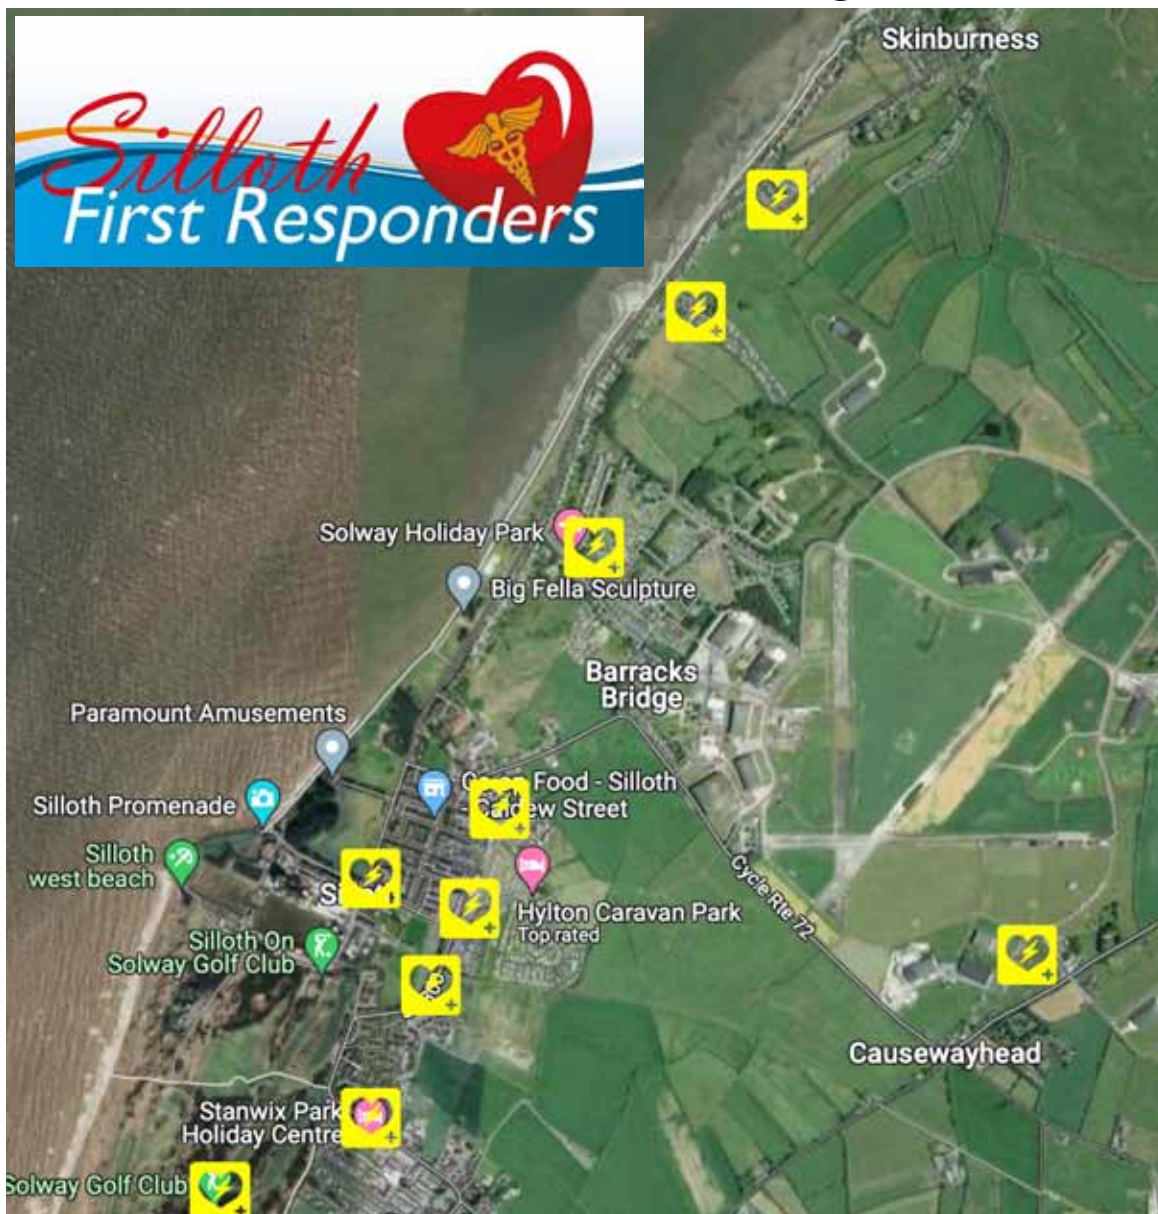 Skinburness
Silloth
First Responders
Solway Holiday Park
Big Fella Sculpture
Barracks
Bridge
Paramount Amusements
Food - Silloth
Street
Silloth Promenade
Silloth
west beach
Hylton Caravan Park
Top rated
Cycle Rte 72
Silloth On
Solway Golf Club
Causewayhead
Stanwix Park
Holiday Centre
Solway Golf Club